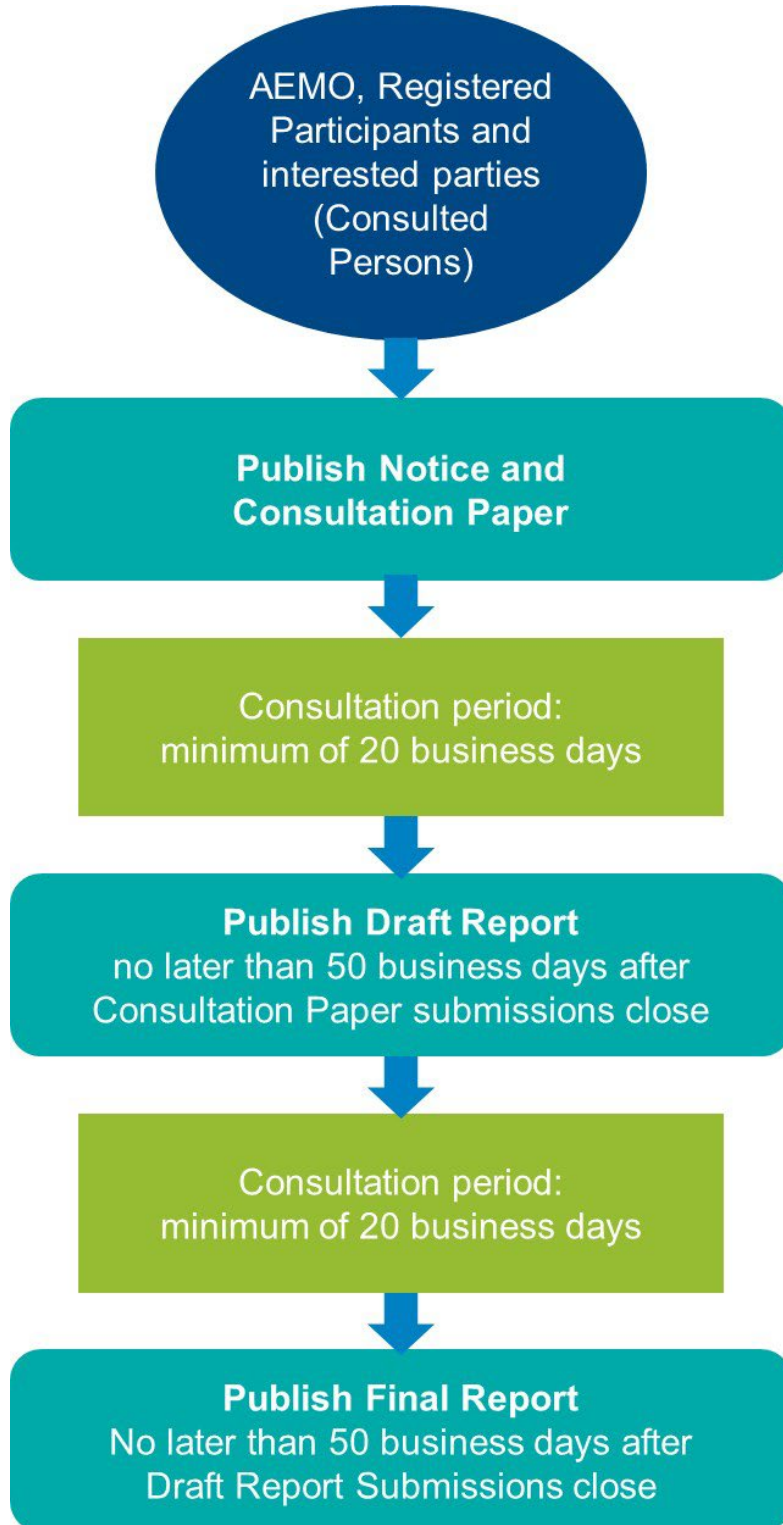 AEMO, Registered
Participants and
interested parties
(Consulted
Persons)
Publish Notice and
Consultation Paper
Consultation period:
minimum of 20 business days
Publish Draft Report
no later than 50 business days after
Consultation Paper submissions close
Consultation period:
minimum of 20 business days
Publish Final Report
No later than 50 business days after
Draft Report Submissions close